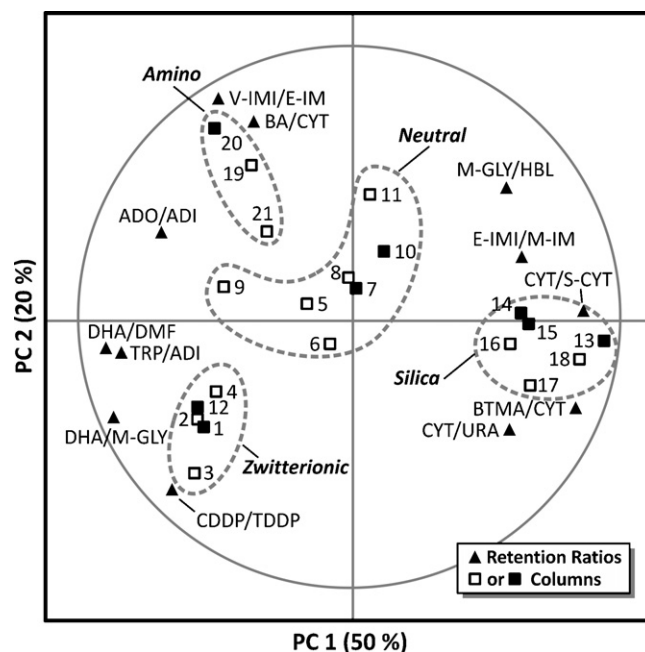 Amino
V-IMI/E-IM
BA/CYT
20
Neutral
19
M-GLY/HBL
11
ADO/ADI
21
10
E-IMI/M-IM
8
CYT/S-CYT
9
7
5
14
13
15
6
16
18
DHA/DMF
TRP/ADI
Silica
17
4
12
BTMA/CYT
2
1
CYT/URA
DHA/M-GLY
3
Zwitterionic
CDDP/TDDP
Retention Ratios
or Columns
PC 2 (20 %)
PC 1 (50 %)